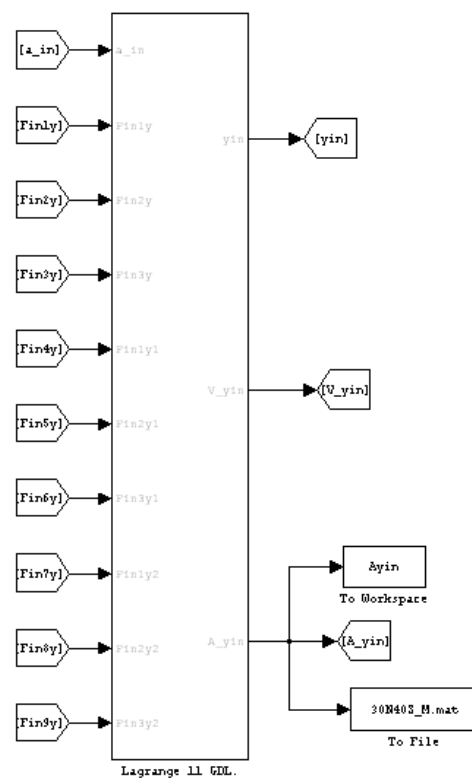 [a_in]
a_in
[Fin1y]
Fin1y
yin
[yin]
[Fin2y]
Fin2y
[Fin3y]
Fin3y
[Fin4y]
Fin1y1
V_yin
[V_yin]
[Fin5y]
Fin2y1
[Fin6y]
Fin3y1
[Fin7y]
Fin1y2
Ayin
To Workspace
[Fin8y]
Fin2y2
A_yin
[A_yin]
[Fin9y]
Fin3y2
30N40S_M.mat
To File
Lagrange 11 GDL.